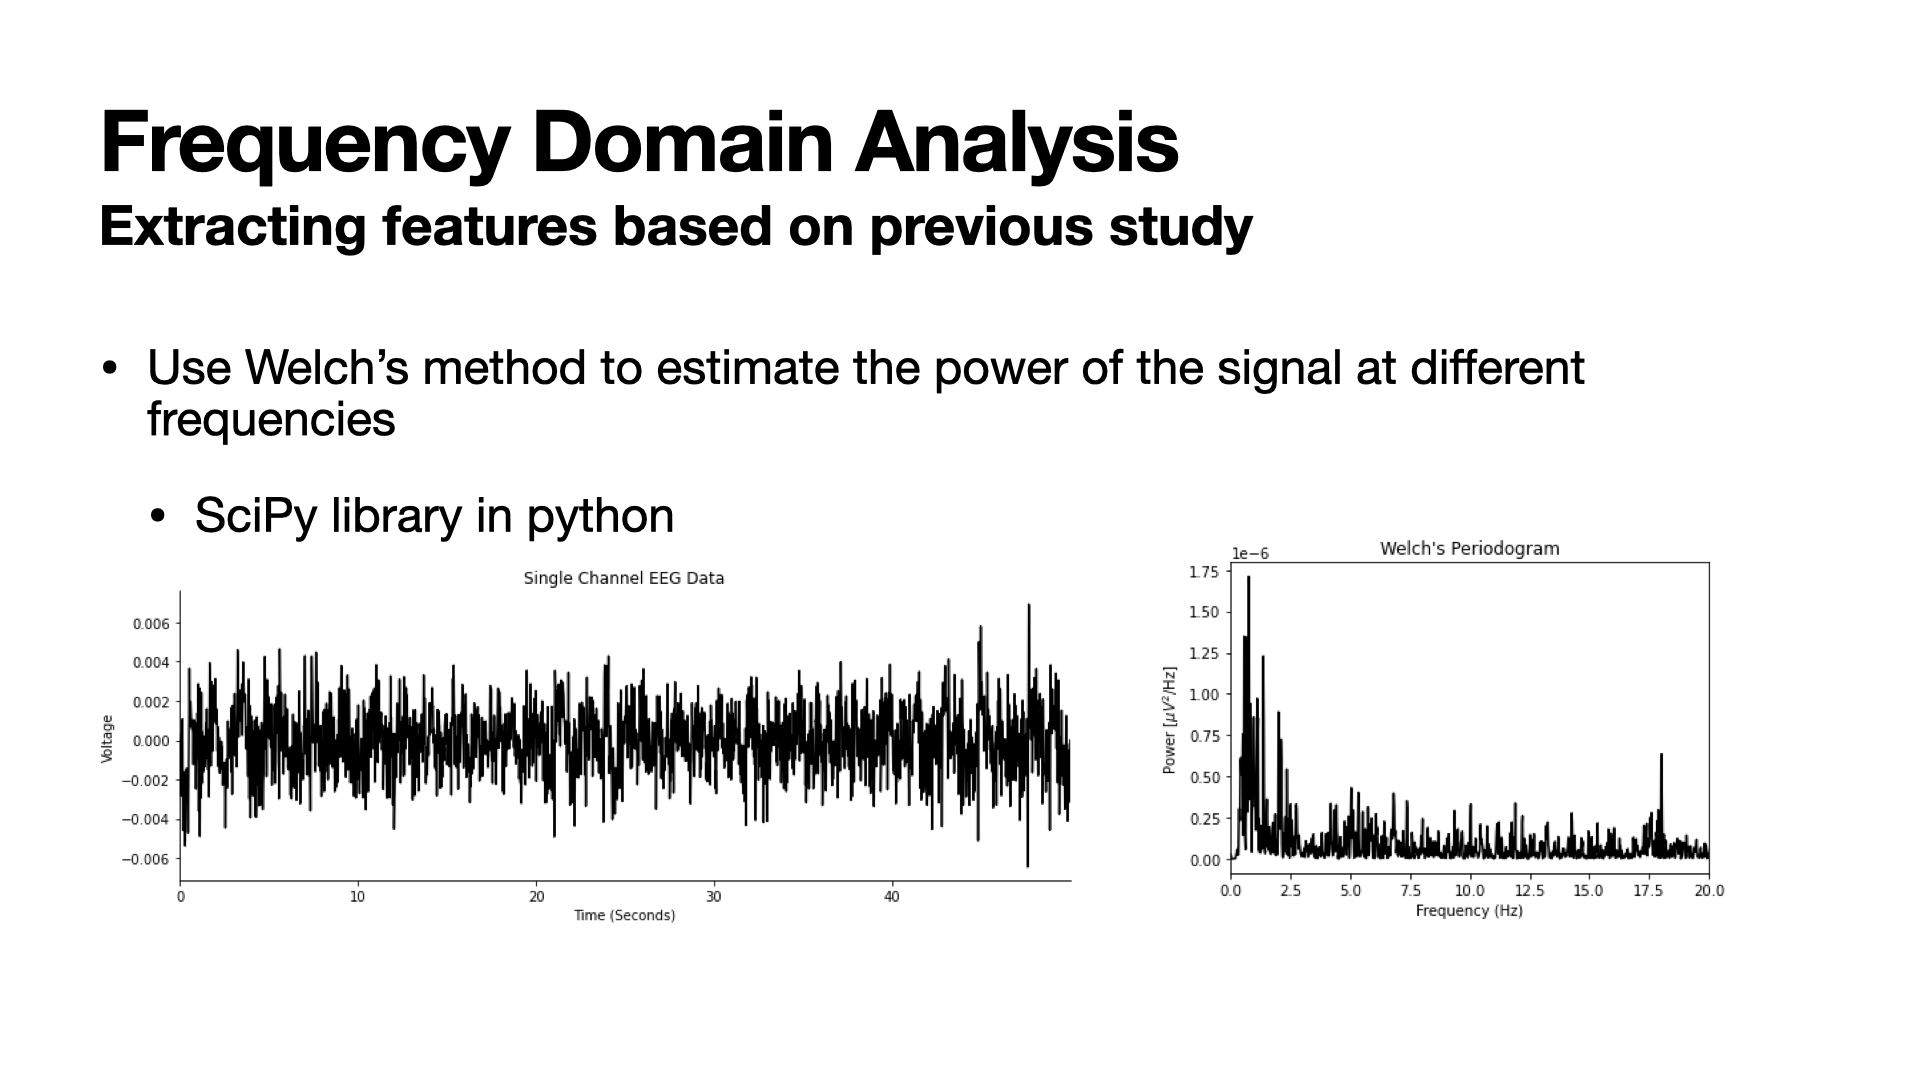 Frequency Domain Analysis
Extracting features based on previous study
• Use Welch’s method to estimate the power of the signal at different
frequencies
• SciPy library in python
Single Channel EEG Data
0.006
0.004
0.002
0.000
−0.002
−0.004
−0.006
Voltage
0 10 20 30 40
Time (Seconds)
Welch's Periodogram
1e−6
1.75
1.50
1.25
1.00
0.75
0.50
0.25
0.00
Power [μV²/Hz]
0.0 2.5 5.0 7.5 10.0 12.5 15.0 17.5 20.0
Frequency (Hz)